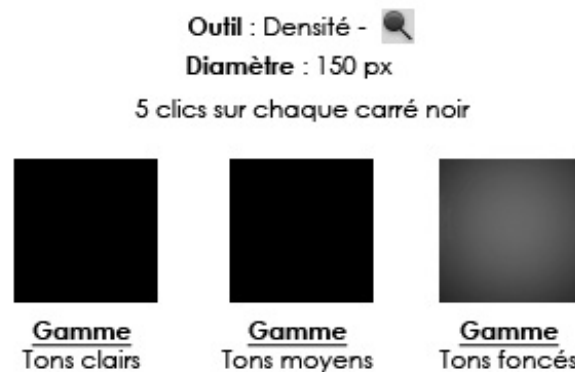 Outil : Densité -
Diamètre : 150 px
5 clics sur chaque carré noir
Gamme
Tons clairs
Gamme
Tons moyens
Gamme
Tons foncés